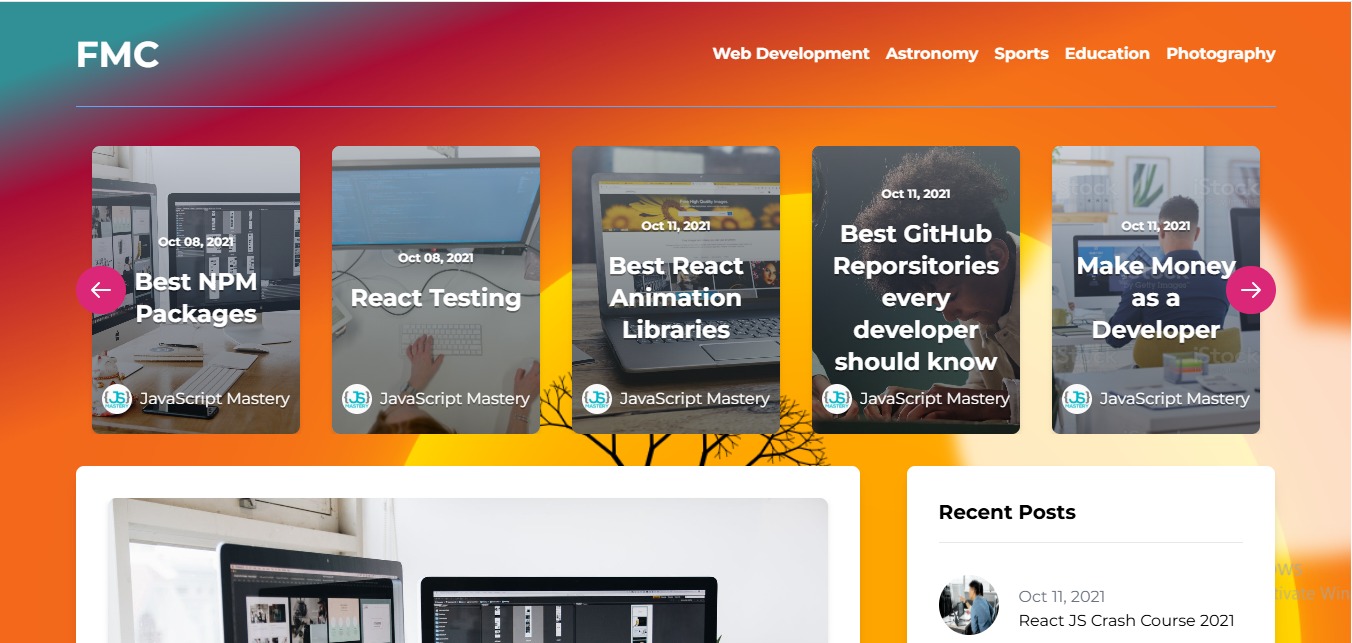 FMC
Web Development Astronomy Sports Education Photography
Oct 08, 2021
Best NPM
Packages
JavaScript Mastery
Oct 08, 2021
React Testing
JavaScript Mastery
Oct 11, 2021
Best React
Animation
Libraries
JavaScript Mastery
Oct 11, 2021
Best GitHub
Reporsitories
every
developer
should know
JavaScript Mastery
iStock
Oct 11, 2021
Make Money
as a
Developer
iStock
JavaScript Mastery
Recent Posts
Oct 11, 2021
React JS Crash Course 2021